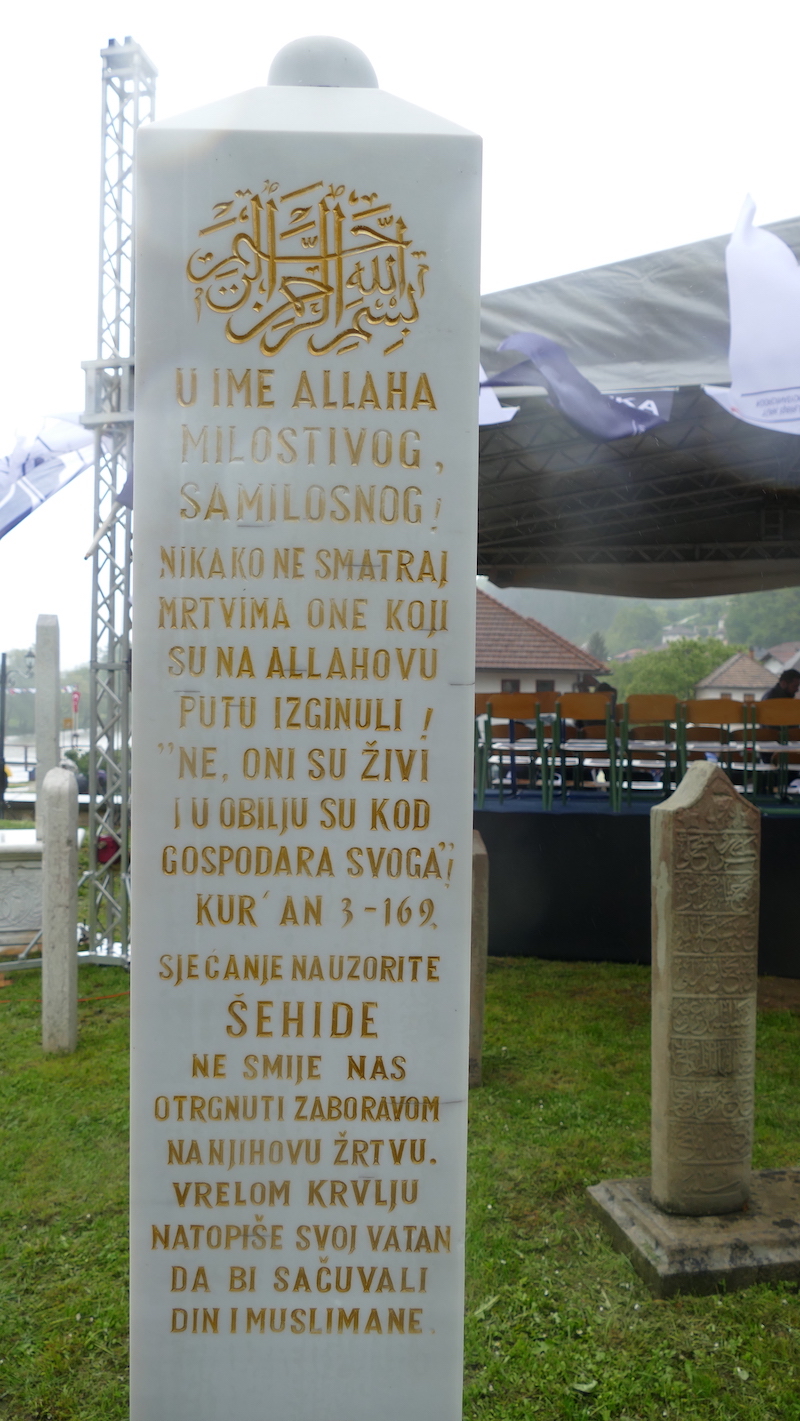 بسم الله الرحمن الرحيم
U IME ALLAHA
MILOSTIVOG,
SAMILOSNOG!
NIKAKO NE SMATRAJ
MRTVIMA ONE KOJI
SU NA ALLAHOVU
PUTU IZGINULI!
"NE, ONI SU ŽIVI
I U OBILJU SU KOD
GOSPODARA SVOGA"!
KUR´AN 3-169.
SJEĆANJE NA UZORITE
ŠEHIDE
NE SMIJE NAS
OTRGNUTI ZABORAVOM
NA NJIHOVU ŽRTVU.
VRELOM KRVLJU
NATOPIŠE SVOJ VATAN
DA BI SAČUVALI
DIN I MUSLIMANE.